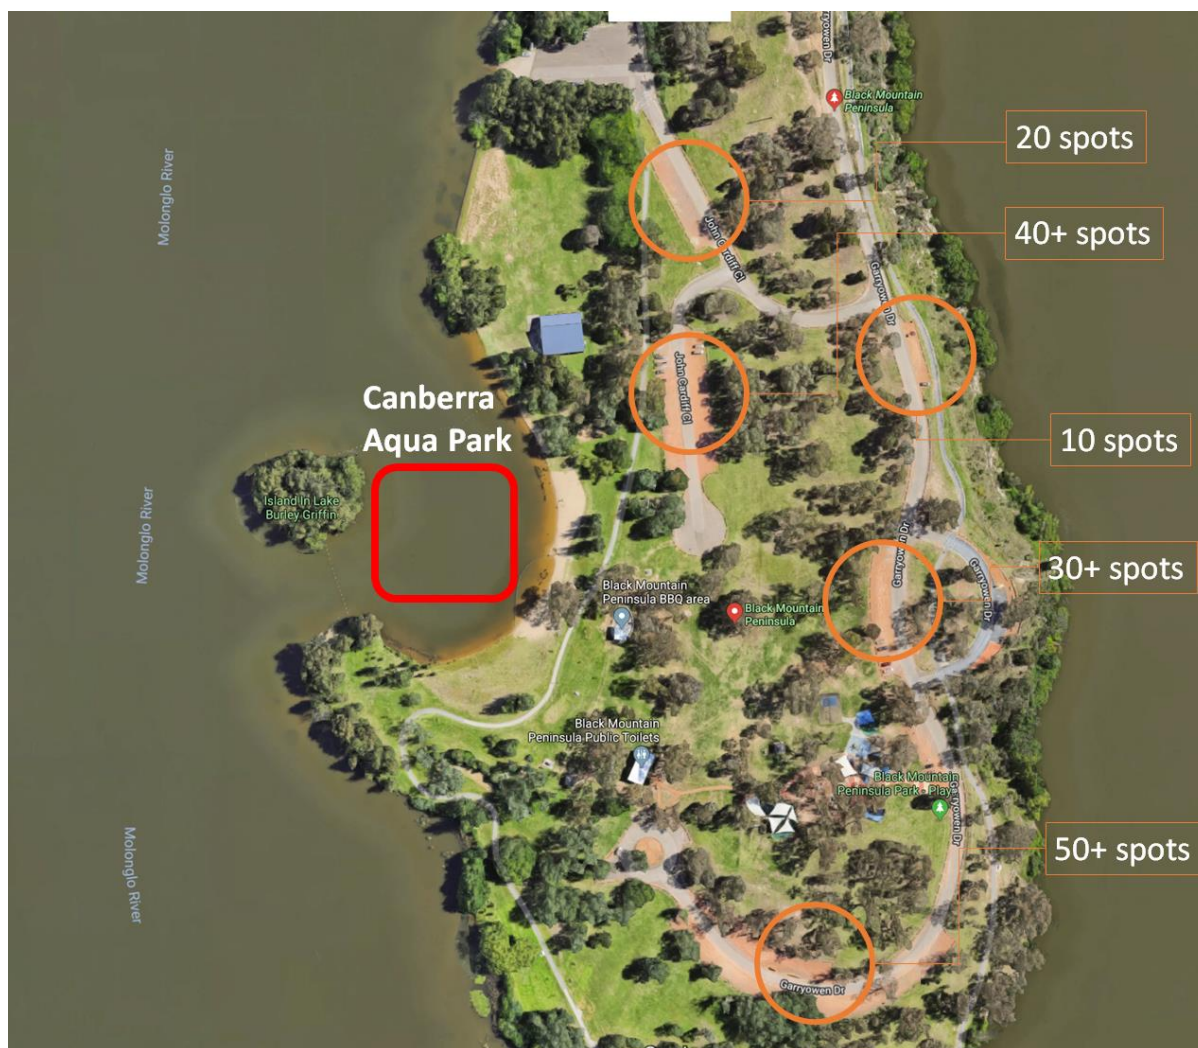 Garryowen Dr
Black Mountain
Peninsula
20 spots
Molonglo River
40+ spots
John Cardiff Cl
Garryowen Dr
John Cardiff Cl
Canberra
Aqua Park
10 spots
Island In Lake
Burley Griffin
Molonglo River
Garryowen Dr
30+ spots
Garryowen Dr
Black Mountain
Peninsula BBQ area
Black Mountain
Peninsula
Black Mountain
Peninsula Public Toilets
Black Mountain
Peninsula Park - Play
Garryowen Dr
50+ spots
Molonglo River
Garryowen Dr